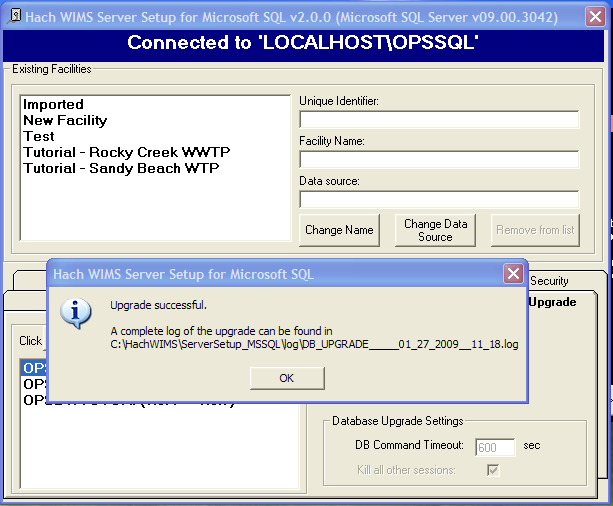 Hach WIMS Server Setup for Microsoft SQL v2.0.0 (Microsoft SQL Server v09.00.3042)
Connected to 'LOCALHOST\OPSSQL'
Existing Facilities
Imported
New Facility
Test
Tutorial - Rocky Creek WWTP
Tutorial - Sandy Beach WTP
Unique Identifier:
Facility Name:
Data source:
Change Name
Change Data
Source
Remove from list
Security
Upgrade
Hach WIMS Server Setup for Microsoft SQL
Upgrade successful.
A complete log of the upgrade can be found in
C:\HachWIMS\ServerSetup_MSSQL\log\DB_UPGRADE_____01_27_2009__11_18.log
OK
Click
Database Upgrade Settings
DB Command Timeout: 600 sec
Kill all other sessions: